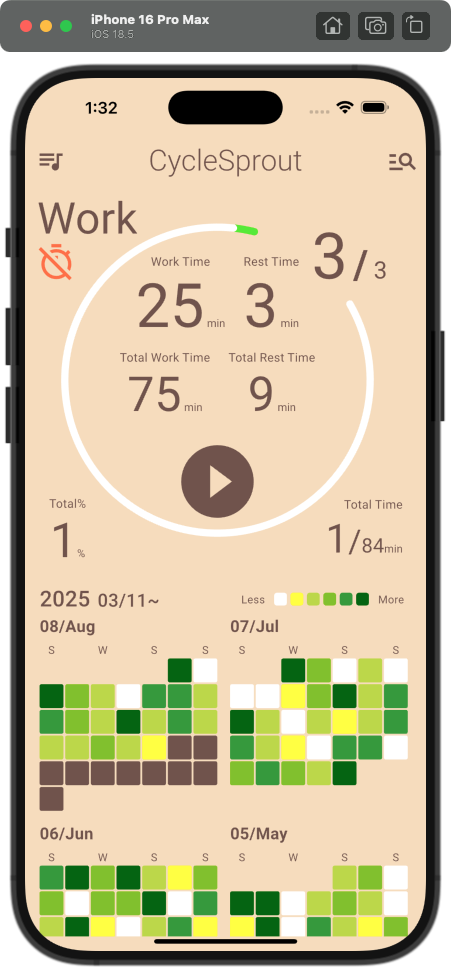 iPhone 16 Pro Max
iOS 18.5
1:32
CycleSprout
Work
3/3
Work Time Rest Time
25 min 3 min
Total Work Time Total Rest Time
75 min 9 min
Total% Total Time
1 % 1/84min
2025 03/11~ Less More
08/Aug 07/Jul
S W S S S W S S
06/Jun 05/May
S W S S S W S S